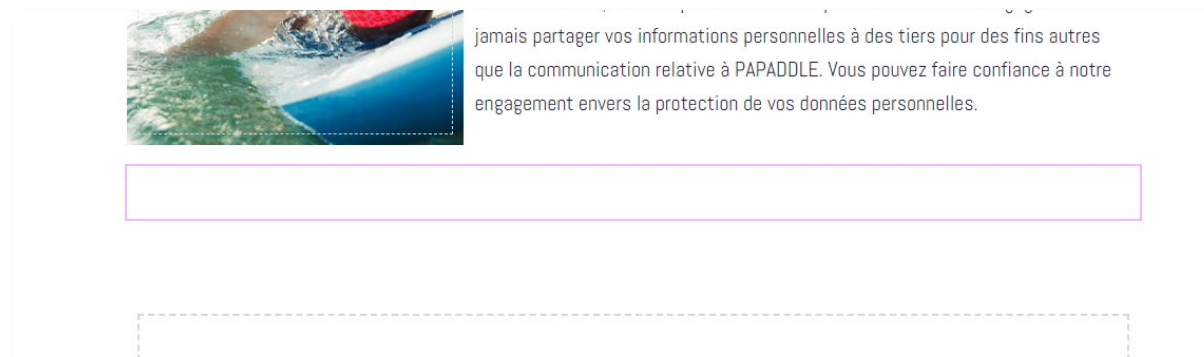 jamais partager vos informations personnelles à des tiers pour des fins autres
que la communication relative à PAPADDLE. Vous pouvez faire confiance à notre
engagement envers la protection de vos données personnelles.